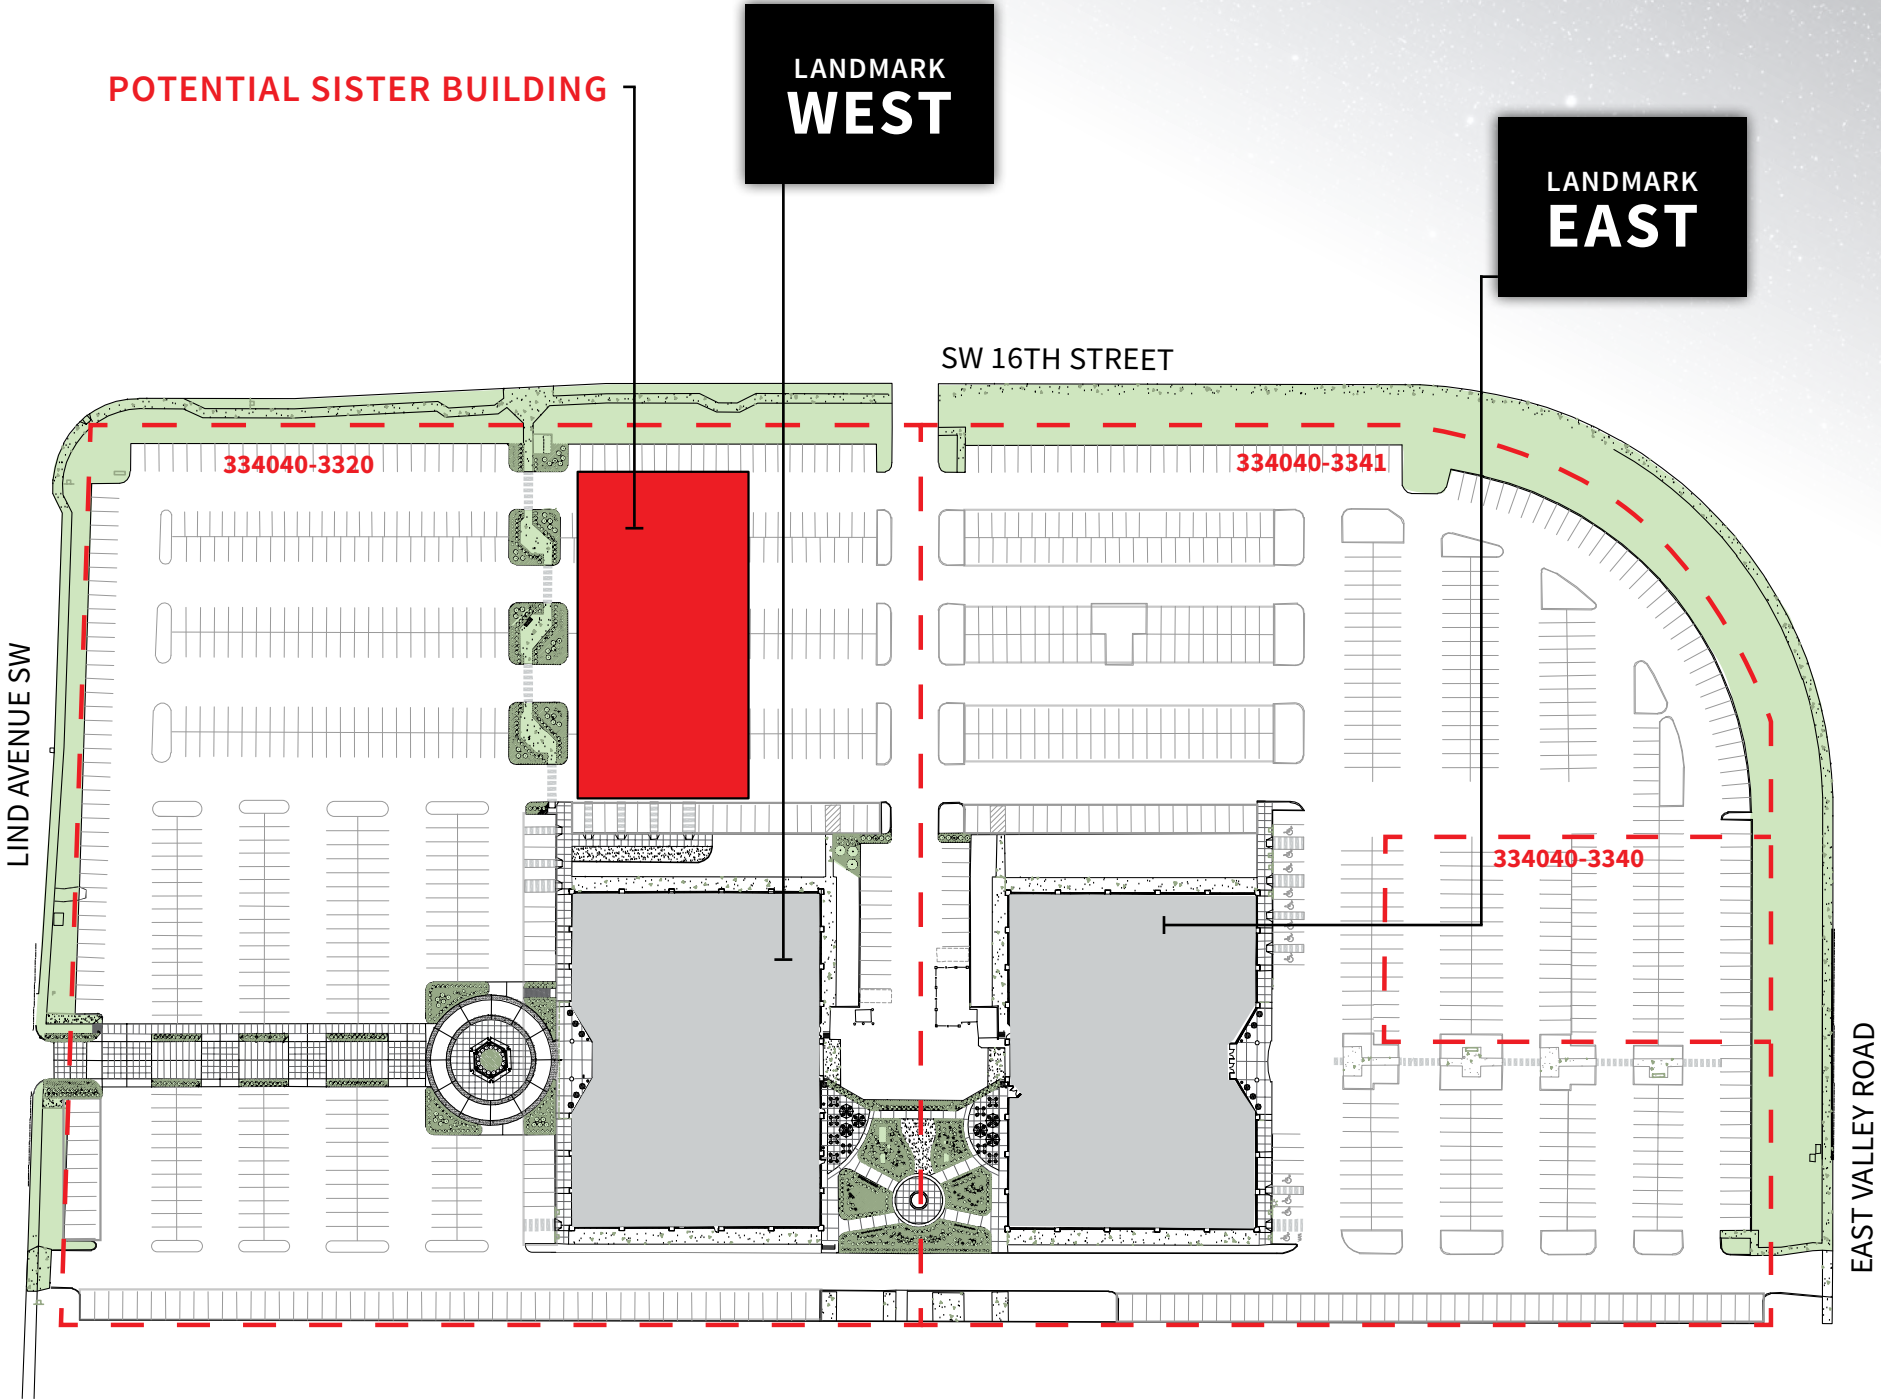 LANDMARK
WEST
POTENTIAL SISTER BUILDING
LANDMARK
EAST
SW 16TH STREET
334040-3320
334040-3341
LIND AVENUE SW
334040-3340
EAST VALLEY ROAD